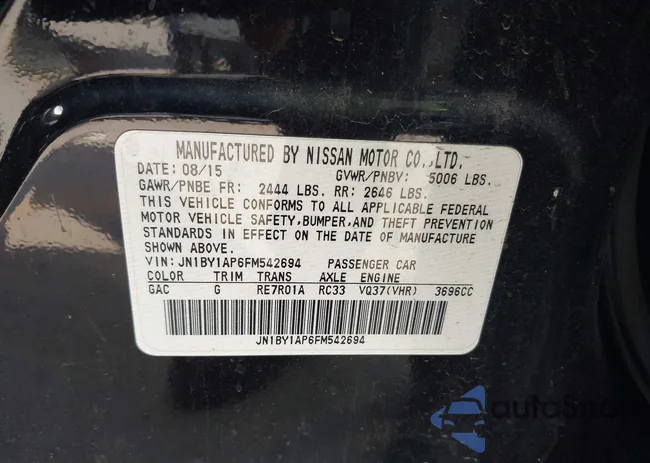 MANUFACTURED BY NISSAN MOTOR CO.,LTD.
DATE: 08/15 GVWR/PNBV: 5006 LBS.
GAWR/PNBE FR: 2444 LBS. RR: 2646 LBS.
THIS VEHICLE CONFORMS TO ALL APPLICABLE FEDERAL
MOTOR VEHICLE SAFETY,BUMPER,AND THEFT PREVENTION
STANDARDS IN EFFECT ON THE DATE OF MANUFACTURE
SHOWN ABOVE.
VIN: JN1BY1AP6FM542694 PASSENGER CAR
COLOR TRIM TRANS AXLE ENGINE
GAC G RE7R01A RC33 VQ37(VHR) 3696CC
JN1BY1AP6FM542694